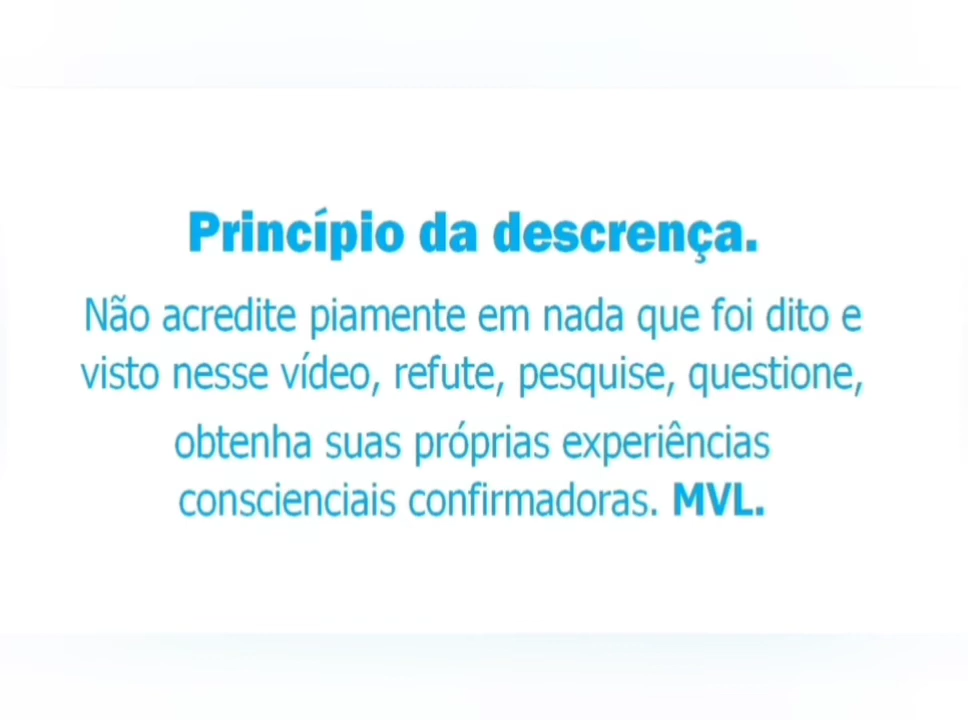 Princípio da descrença.
Não acredite piamente em nada que foi dito e
visto nesse vídeo, refute, pesquise, questione,
obtenha suas próprias experiências
conscienciais confirmadoras. MVL.